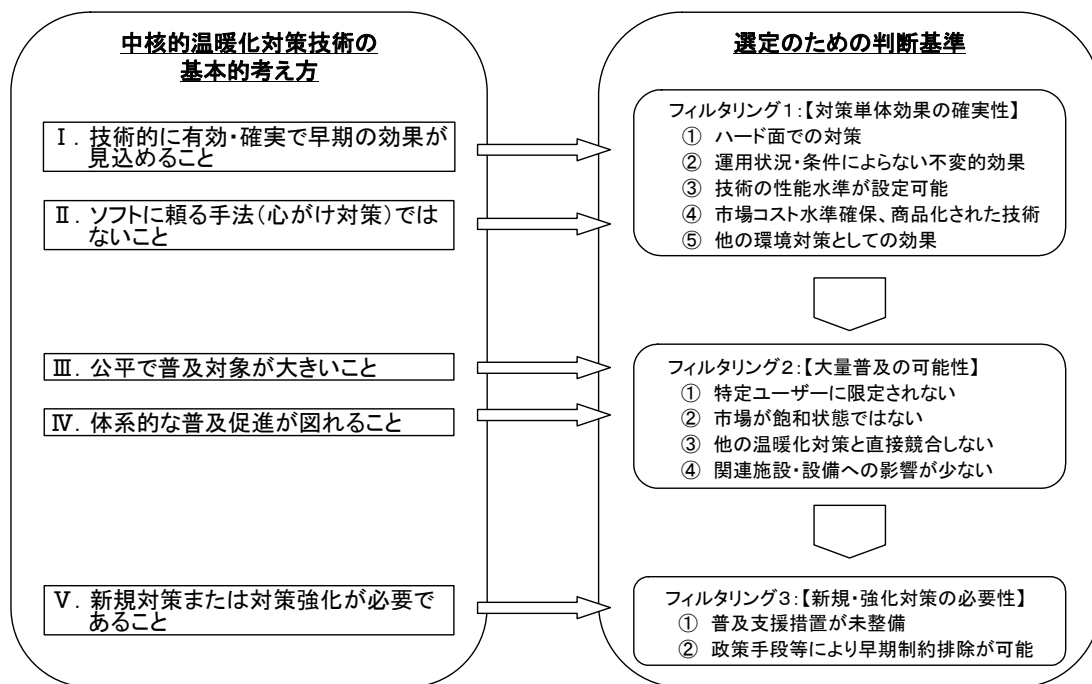 中核的温暖化対策技術の
基本的考え方
Ⅰ．技術的に有効・確実で早期の効果が
見込めること
Ⅱ．ソフトに頼る手法（心がけ対策）では
ないこと
Ⅲ．公平で普及対象が大きいこと
Ⅳ．体系的な普及促進が図れること
Ⅴ．新規対策または対策強化が必要で
あること
選定のための判断基準
フィルタリング１：【対策単体効果の確実性】
① ハード面での対策
② 運用状況・条件によらない不変的効果
③ 技術の性能水準が設定可能
④ 市場コスト水準確保、商品化された技術
⑤ 他の環境対策としての効果
フィルタリング２：【大量普及の可能性】
① 特定ユーザーに限定されない
② 市場が飽和状態ではない
③ 他の温暖化対策と直接競合しない
④ 関連施設・設備への影響が少ない
フィルタリング３：【新規・強化対策の必要性】
① 普及支援措置が未整備
② 政策手段等により早期制約排除が可能